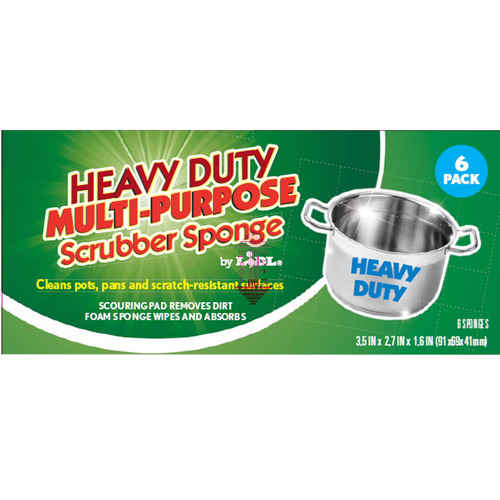 HEAVY DUTY
MULTI-PURPOSE
Scrubber Sponge
by LIDL®
Cleans pots, pans and scratch-resistant surfaces
SCOURING PAD REMOVES DIRT
FOAM SPONGE WIPES AND ABSORBS
6
PACK
HEAVY
DUTY
6 SPONGES
3,5 IN x 2,7 IN x 1,6 IN (91x69x41mm)